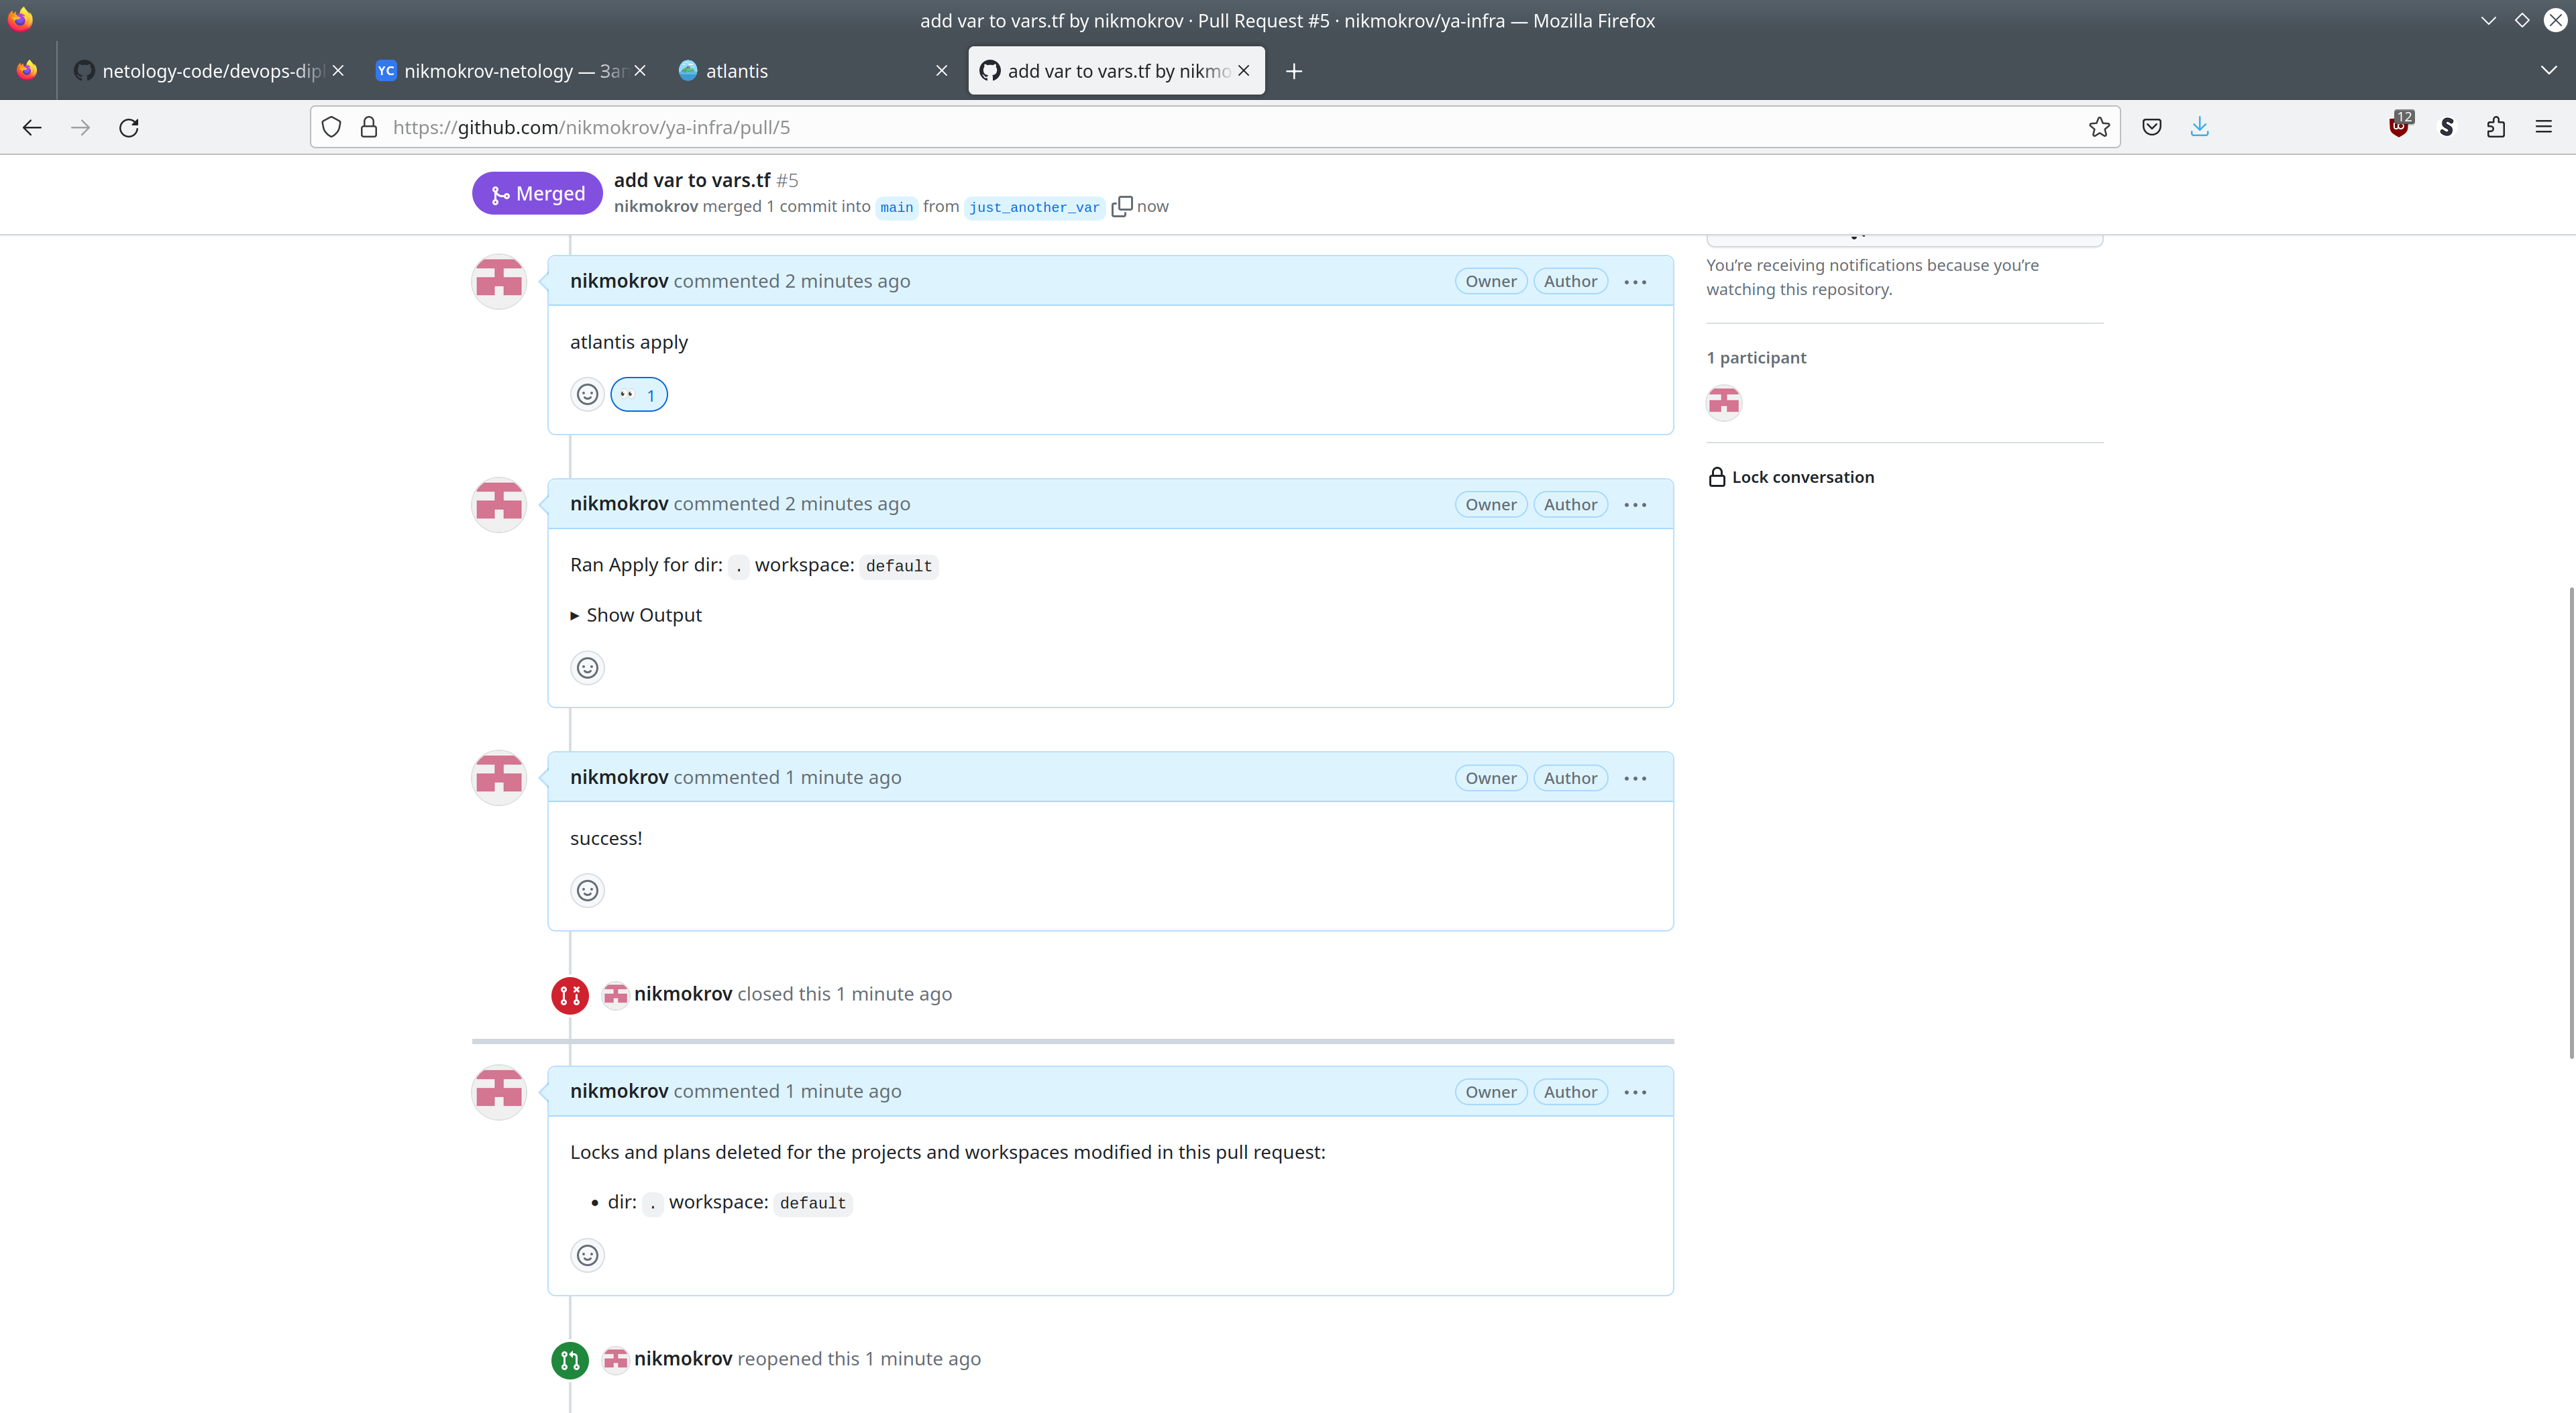 add var to vars.tf by nikmokrov · Pull Request #5 · nikmokrov/ya-infra — Mozilla Firefox
netology-code/devops-dipl
YC nikmokrov-netology — Зап
atlantis
add var to vars.tf by nikmo
https://github.com/nikmokrov/ya-infra/pull/5
12
Merged
add var to vars.tf #5
nikmokrov merged 1 commit into main from just_another_var now
nikmokrov commented 2 minutes ago
Owner Author
atlantis apply
1
nikmokrov commented 2 minutes ago
Owner Author
Ran Apply for dir: . workspace: default
Show Output
nikmokrov commented 1 minute ago
Owner Author
success!
nikmokrov closed this 1 minute ago
nikmokrov commented 1 minute ago
Owner Author
Locks and plans deleted for the projects and workspaces modified in this pull request:
• dir: . workspace: default
nikmokrov reopened this 1 minute ago
You're receiving notifications because you're
watching this repository.
1 participant
Lock conversation